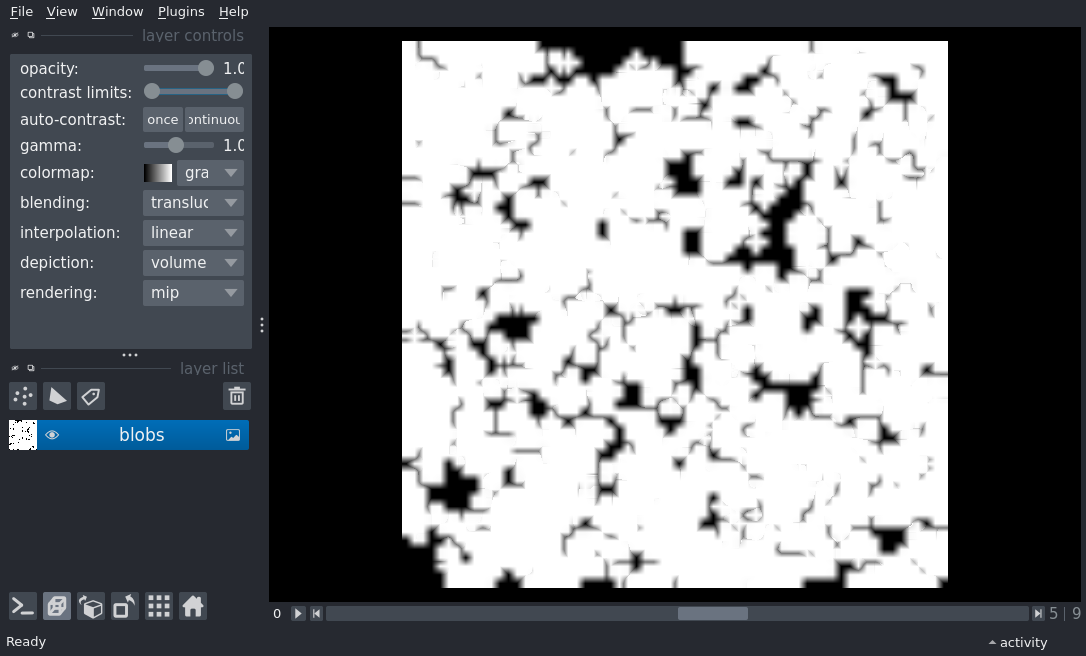 File View Window Plugins Help
layer controls
opacity: 1.0
contrast limits:
auto-contrast: once ontinuou
gamma: 1.0
colormap: gra
blending: transluc
interpolation: linear
depiction: volume
rendering: mip
layer list
blobs
0 5 | 9
Ready activity